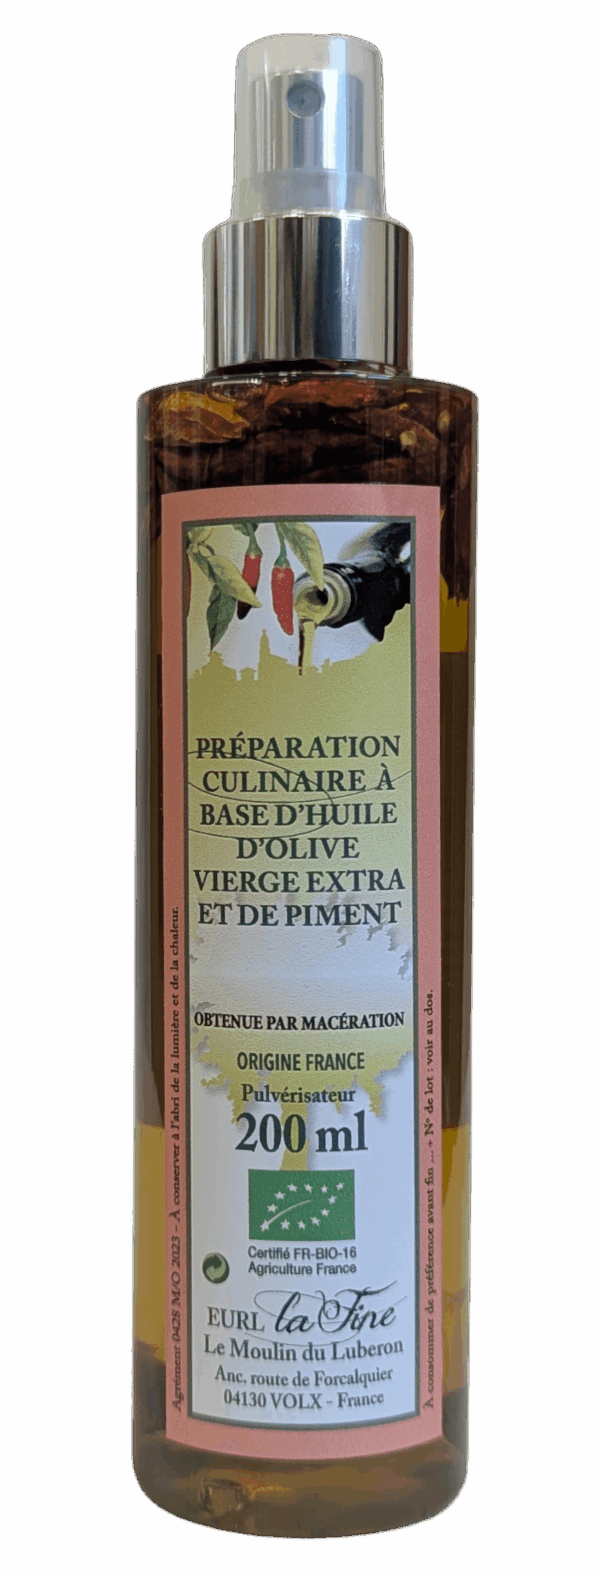 PRÉPARATION
CULINAIRE À
BASE D'HUILE
D'OLIVE
VIERGE EXTRA
ET DE PIMENT
OBTENUE PAR MACÉRATION
ORIGINE FRANCE
Pulvérisateur
200 ml
Certifié FR-BIO-16
Agriculture France
EURL la Fine
Le Moulin du Luberon
Anc. route de Forcalquier
04130 VOLX - France
Agrément 0428 M/O 2023 - À conserver à l'abri de la lumière et de la chaleur.
À consommer de préférence avant fin ... + N° de lot : voir au dos.